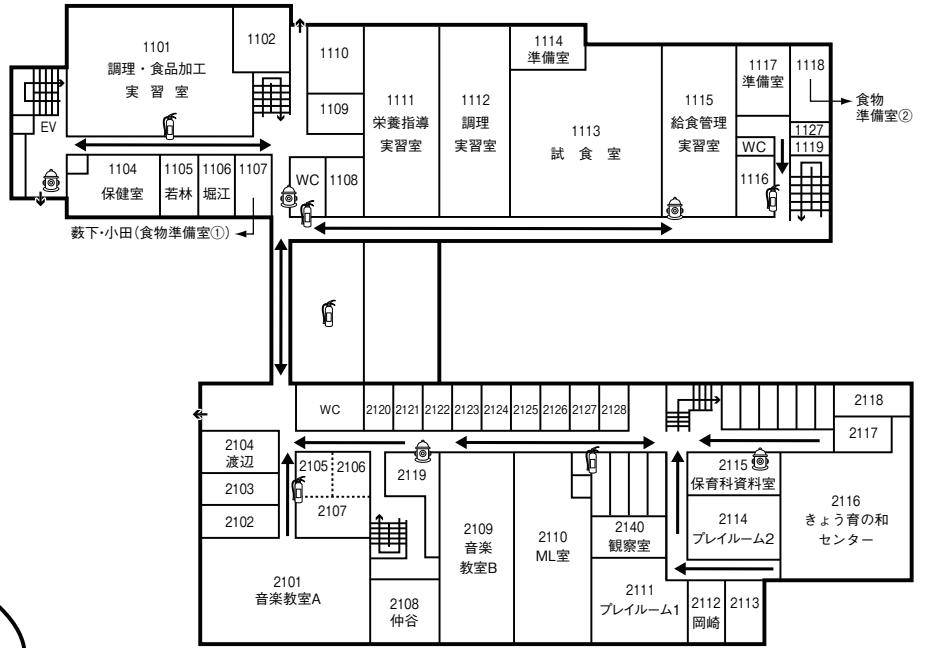 1101
調理・食品加工
実 習 室
1102
EV
1104
保健室
1105
若林
1106
堀江
1107
薮下・小田(食物準備室①)
1110
1109
WC
1108
1111
栄養指導
実習室
1112
調理
実習室
1114
準備室
1113
試 食 室
1115
給食管理
実習室
1117
準備室
WC
1116
1118
食物
準備室②
1127
1119
WC
2120
2121
2122
2123
2124
2125
2126
2127
2128
2118
2117
2104
渡辺
2103
2102
2105
2106
2107
2101
音楽教室A
2119
2108
仲谷
2109
音楽
教室B
2110
ML室
2140
観察室
2111
プレイルーム1
2115
保育科資料室
2114
プレイルーム2
2112
岡崎
2113
2116
きょう育の和
センター